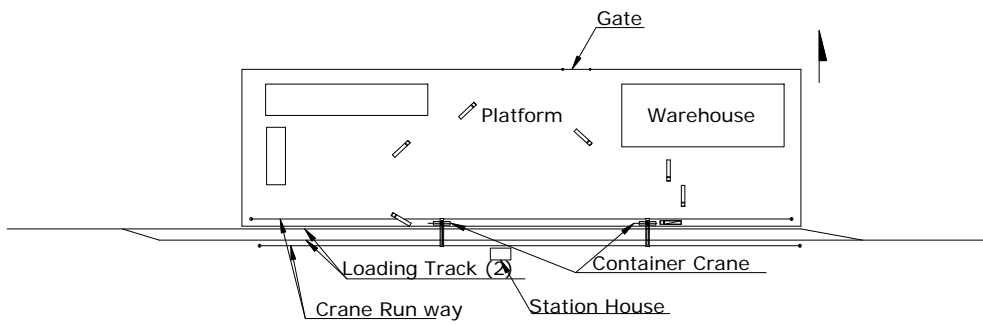 Gate
Platform
Warehouse
Loading Track (2)
Container Crane
Station House
Crane Run way